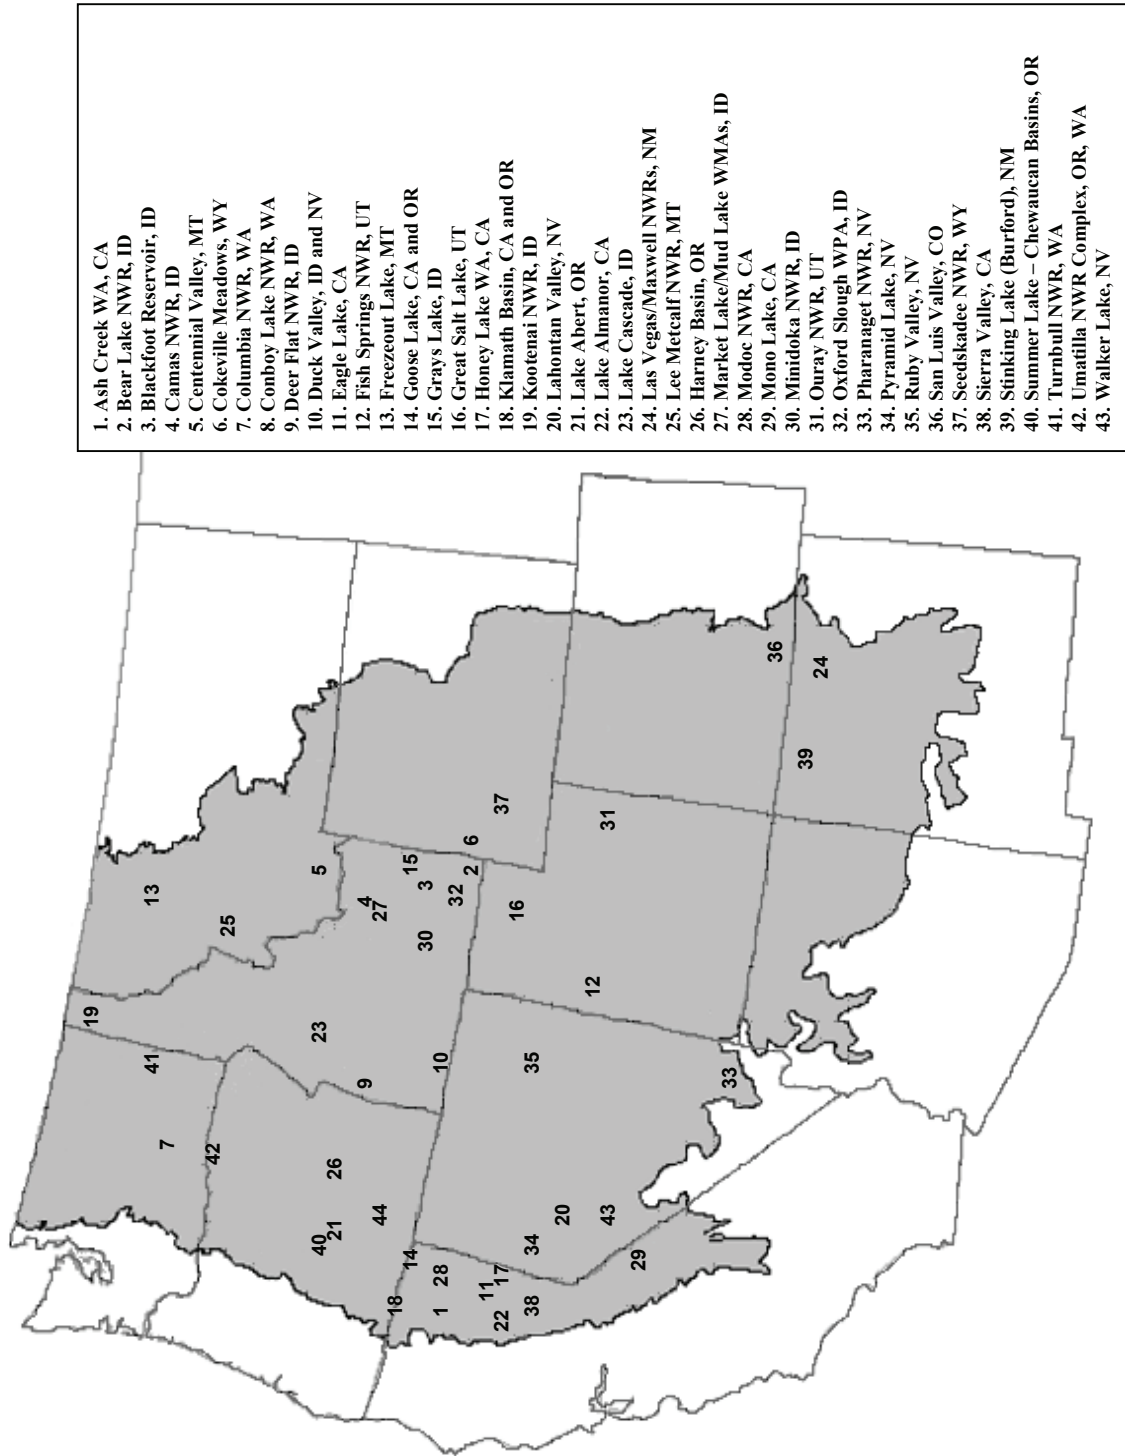 1. Ash Creek WA, CA
2. Bear Lake NWR, ID
3. Blackfoot Reservoir, ID
4. Camas NWR, ID
5. Centennial Valley, MT
6. Cokeville Meadows, WY
7. Columbia NWR, WA
8. Conboy Lake NWR, WA
9. Deer Flat NWR, ID
10. Duck Valley, ID and NV
11. Eagle Lake, CA
12. Fish Springs NWR, UT
13. Freezeout Lake, MT
14. Goose Lake, CA and OR
15. Grays Lake, ID
16. Great Salt Lake, UT
17. Honey Lake WA, CA
18. Klamath Basin, CA and OR
19. Kootenai NWR, ID
20. Lahontan Valley, NV
21. Lake Abert, OR
22. Lake Almanor, CA
23. Lake Cascade, ID
24. Las Vegas/Maxwell NWRs, NM
25. Lee Metcalf NWR, MT
26. Harney Basin, OR
27. Market Lake/Mud Lake WMAs, ID
28. Modoc NWR, CA
29. Mono Lake, CA
30. Minidoka NWR, ID
31. Ouray NWR, UT
32. Oxford Slough WPA, ID
33. Pharanaget NWR, NV
34. Pyramid Lake, NV
35. Ruby Valley, NV
36. San Luis Valley, CO
37. Seedskadee NWR, WY
38. Sierra Valley, CA
39. Stinking Lake (Burford), NM
40. Summer Lake – Chewaucan Basins, OR
41. Turnbull NWR, WA
42. Umatilla NWR Complex, OR, WA
43. Walker Lake, NV
19
13
41
25
7
42
5
23
40
21
26
4
27
9
44
15
3
18
14
30
32
10
2
6
1
28
11
17
37
22
16
38
34
35
20
12
31
43
29
33
36
39
24